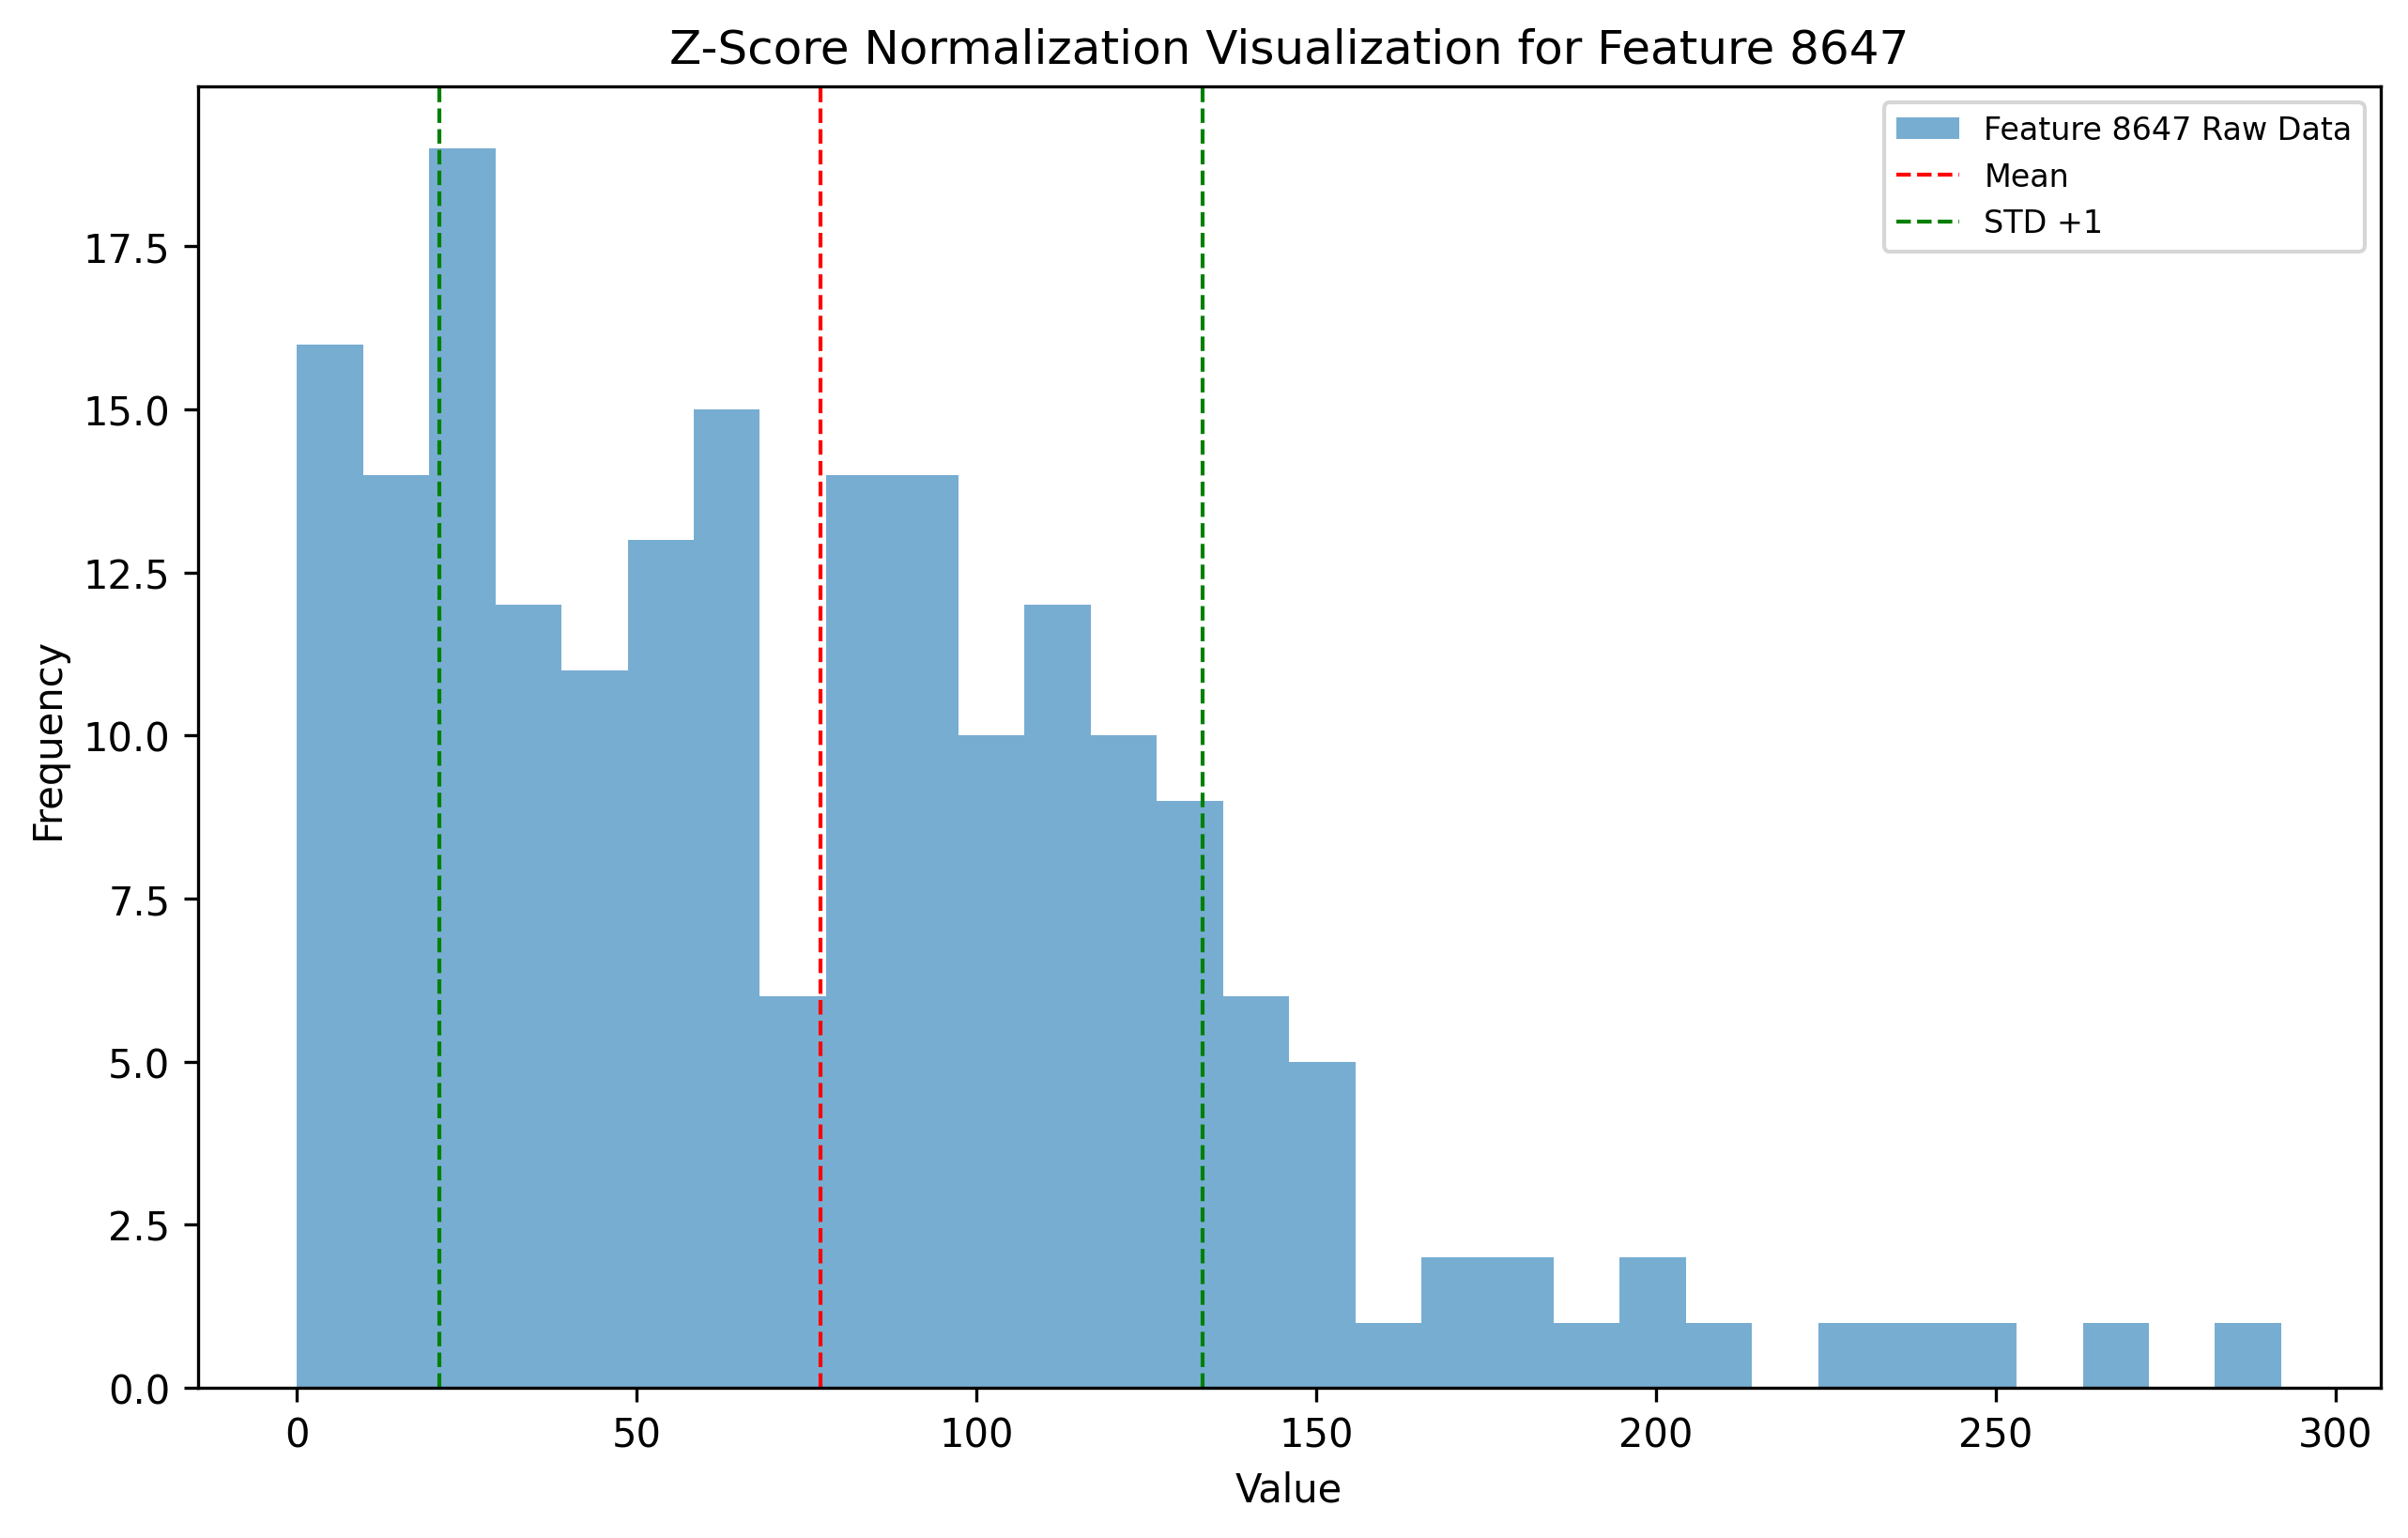 Z-Score Normalization Visualization for Feature 8647
Feature 8647 Raw Data
Mean
STD +1
17.5
15.0
12.5
10.0
7.5
5.0
2.5
0.0
Frequency
0 50 100 150 200 250 300
Value